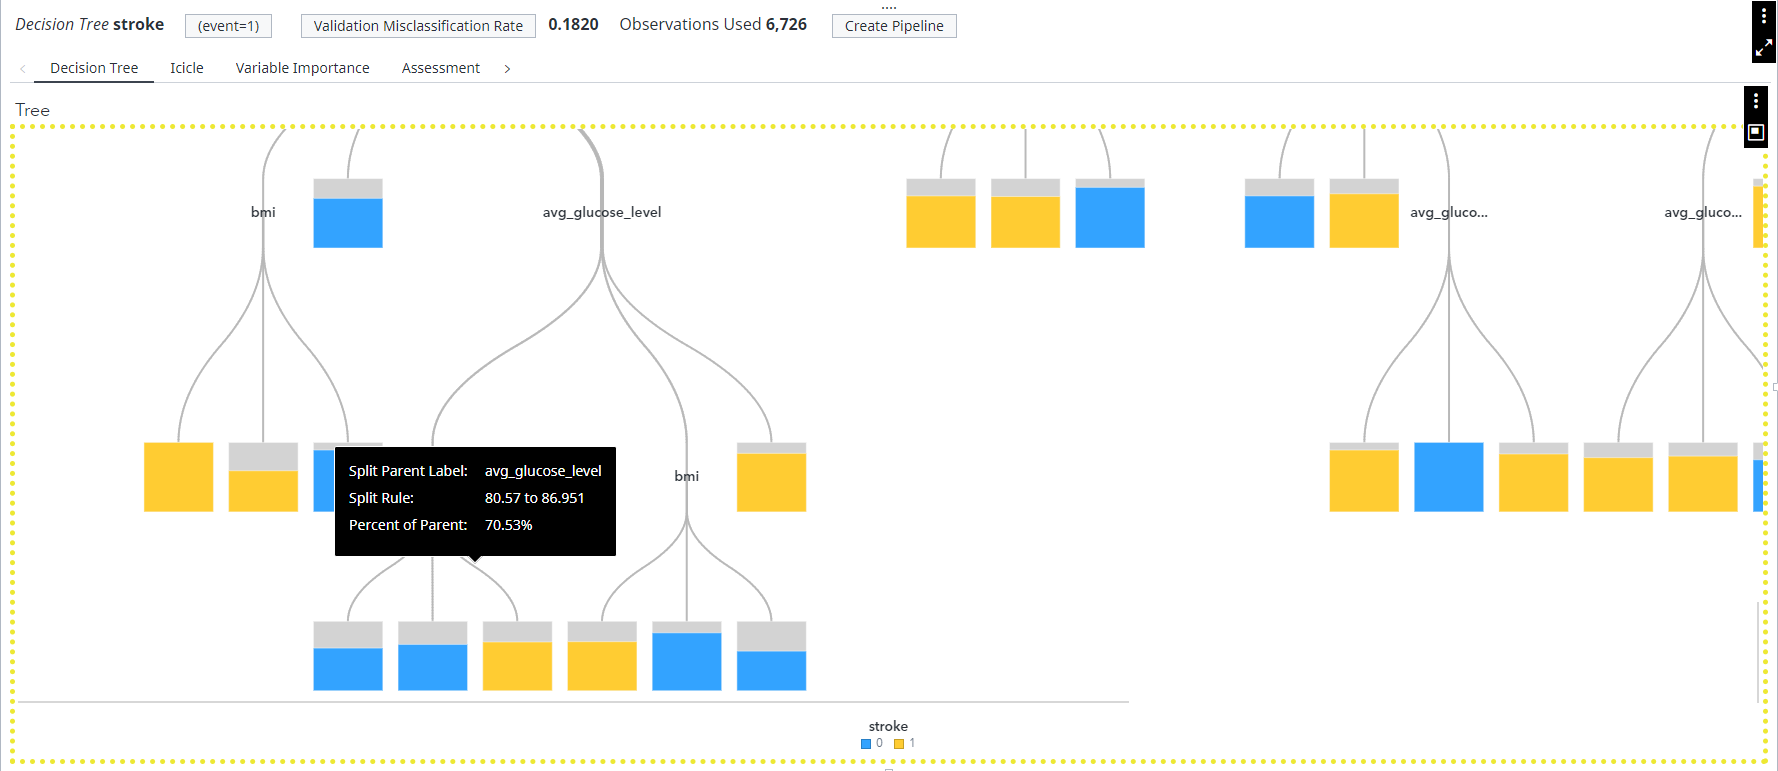 Decision Tree stroke (event=1) Validation Misclassification Rate 0.1820 Observations Used 6,726 Create Pipeline
Decision Tree Icicle Variable Importance Assessment
Tree
bmi avg_glucose_level avg_gluco... avg_gluco...
Split Parent Label: avg_glucose_level
Split Rule: 80.57 to 86.951
Percent of Parent: 70.53%
bmi
stroke
0 1